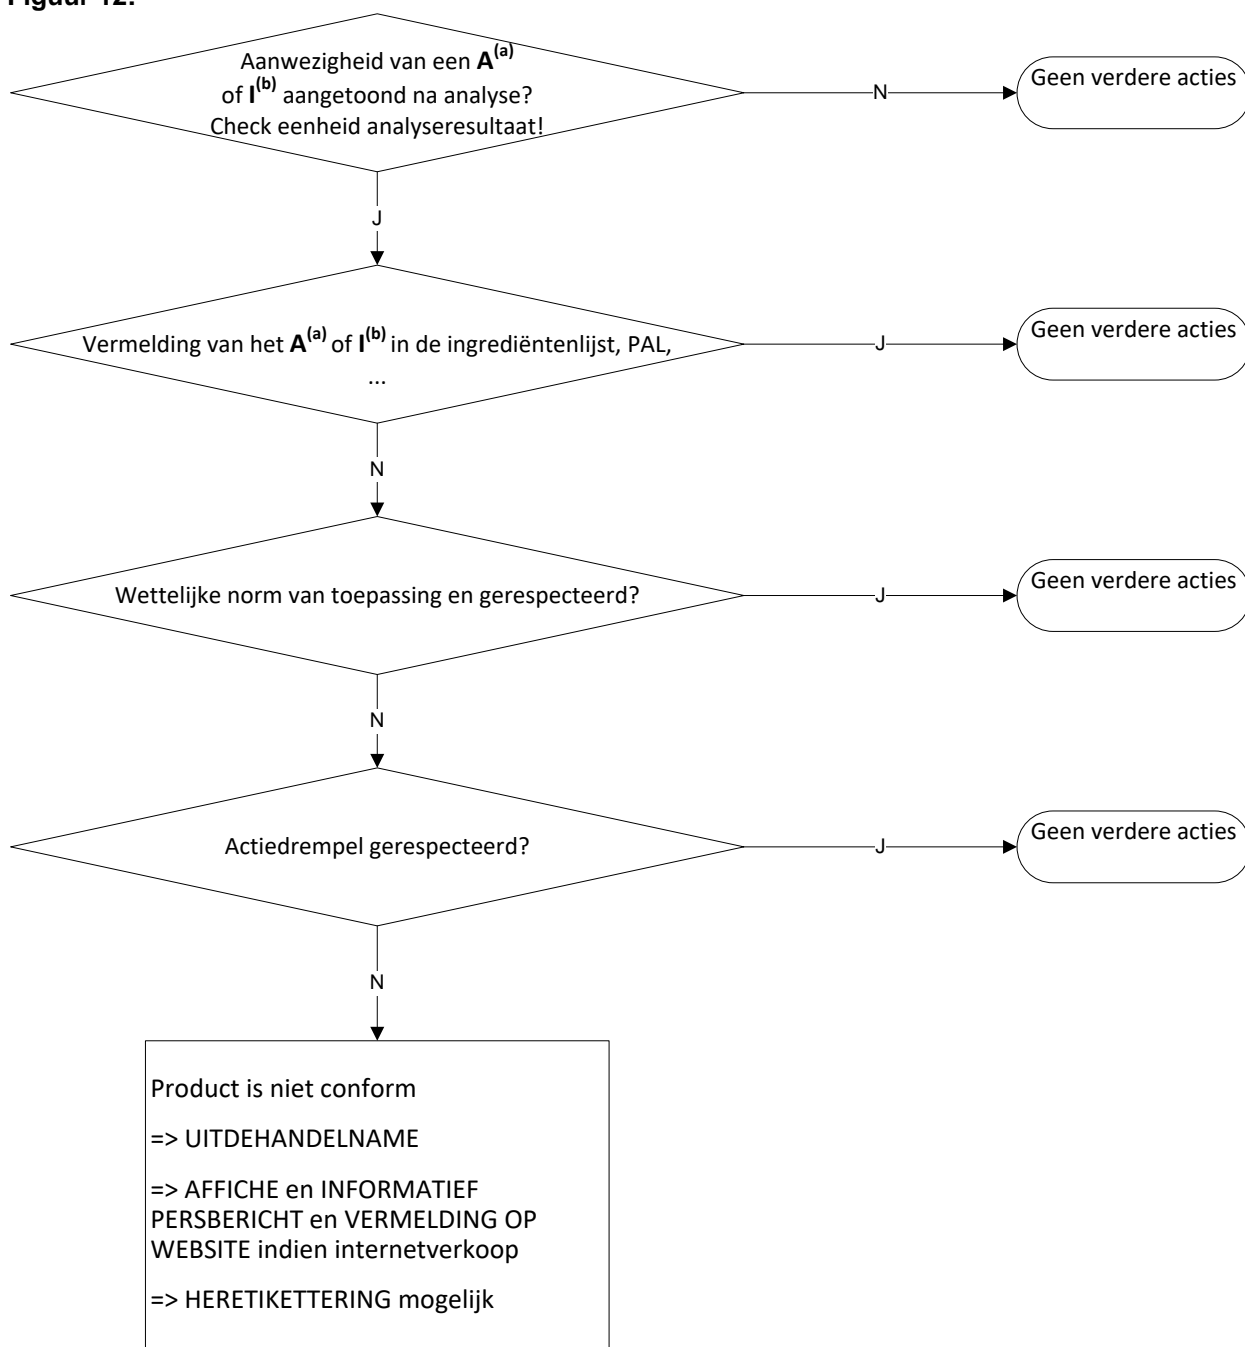 Figuur 12:
Aanwezigheid van een A(a)
of I(b) aangetoond na analyse?
Check eenheid analyseresultaat!
N
Geen verdere acties
J
Vermelding van het A(a) of I(b) in de ingrediëntenlijst, PAL,
...
J
Geen verdere acties
N
Wettelijke norm van toepassing en gerespecteerd?
J
Geen verdere acties
N
Actiedrempel gerespecteerd?
J
Geen verdere acties
N
Product is niet conform
=> UITDEHANDELNAME
=> AFFICHE en INFORMATIEF
PERSBERICHT en VERMELDING OP
WEBSITE indien internetverkoop
=> HERETIKETTERING mogelijk